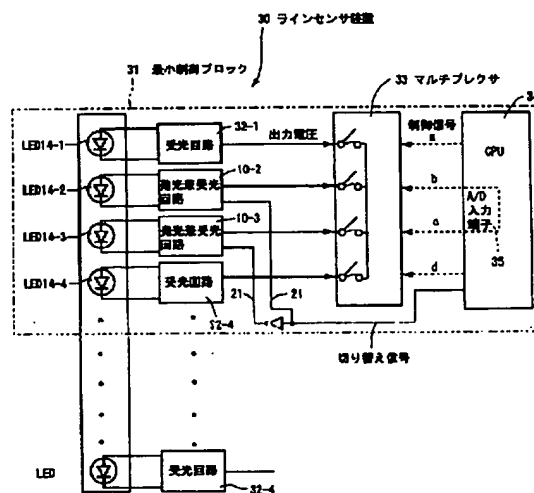 30 ラインセンサ装置
31 最小制御ブロック
33 マルチプレクサ
32-1
受光回路
出力電圧
制御信号
a
CPU
LED14-1
10-2
発光兼受光
回路
b
A/D
入力
端子
LED14-2
10-3
発光兼受光
回路
a
35
LED14-3
LED14-4
受光回路
d
21
21
32-4
切り替え信号
LED
受光回路
32-4